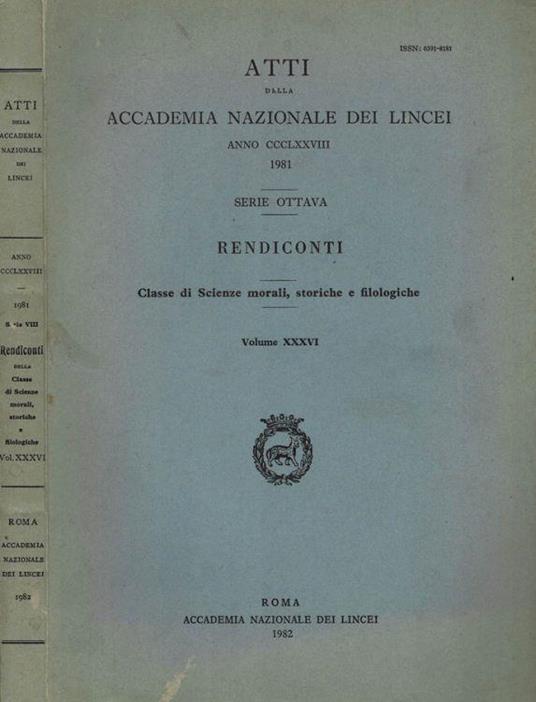 ATTI
DELLA
ACCADEMIA
NAZIONALE
DEI
LINCEI
ANNO
CCCLXXVIII
1981
Serie VIII
Rendiconti
DELLA
Classe
di Scienze
morali,
storiche
e
filologiche
Vol. XXXVI
ROMA
ACCADEMIA
NAZIONALE
DEI LINCEI
1982
ISSN: 0391-8181
ATTI
DELLA
ACCADEMIA NAZIONALE DEI LINCEI
ANNO CCCLXXVIII
1981
SERIE OTTAVA
RENDICONTI
Classe di Scienze morali, storiche e filologiche
Volume XXXVI
ROMA
ACCADEMIA NAZIONALE DEI LINCEI
1982